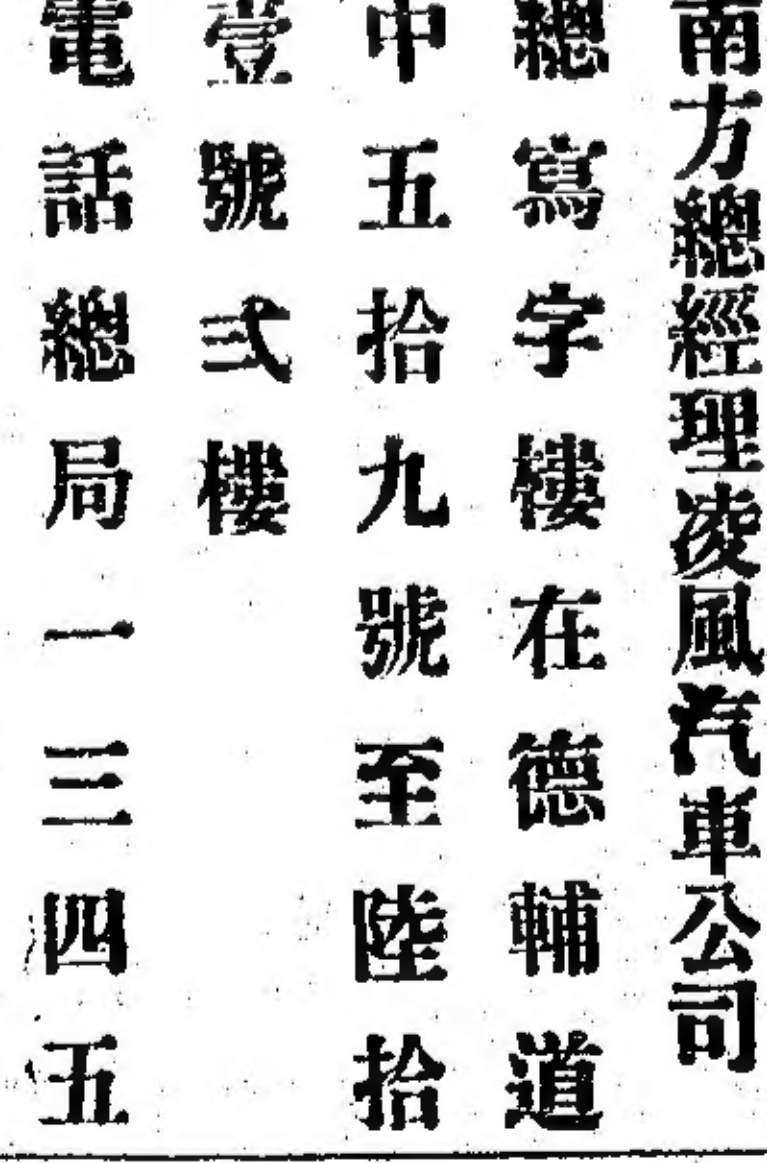 南方總經理凌風汽車公司
總寫字樓在德輔道
中五拾九號至陸拾
壹號弍樓
電話總局一三四五